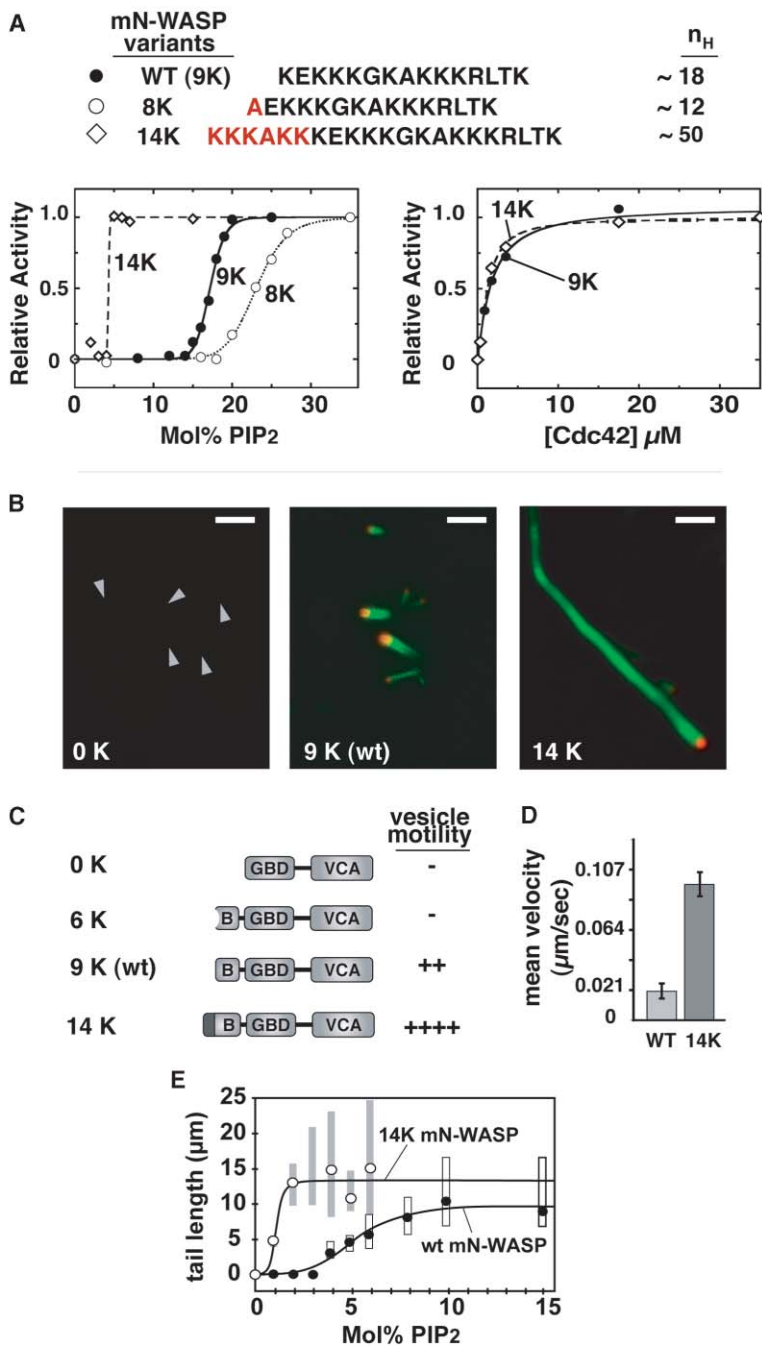 A
mN-WASP variants
n_H
WT (9K) KEKKKGKAKKKRLTK ~ 18
8K AEKKKGKAKKKRLTK ~ 12
14K KKKAKKKEKKKGKAKKKRLTK ~ 50
Relative Activity
1.0
0.5
0
14K
9K
8K
0 10 20 30
Mol% PIP2
Relative Activity
1.0
0.5
0
14K
9K
0 10 20 30
[Cdc42] µM
B
0 K
9 K (wt)
14 K
C
vesicle motility
0 K GBD VCA -
6 K B GBD VCA -
9 K (wt) B GBD VCA ++
14 K B GBD VCA ++++
D
mean velocity (µm/sec)
0.107
0.064
0.021
0
WT 14K
E
tail length (µm)
25
20
15
10
5
0
14K mN-WASP
wt mN-WASP
0 5 10 15
Mol% PIP2